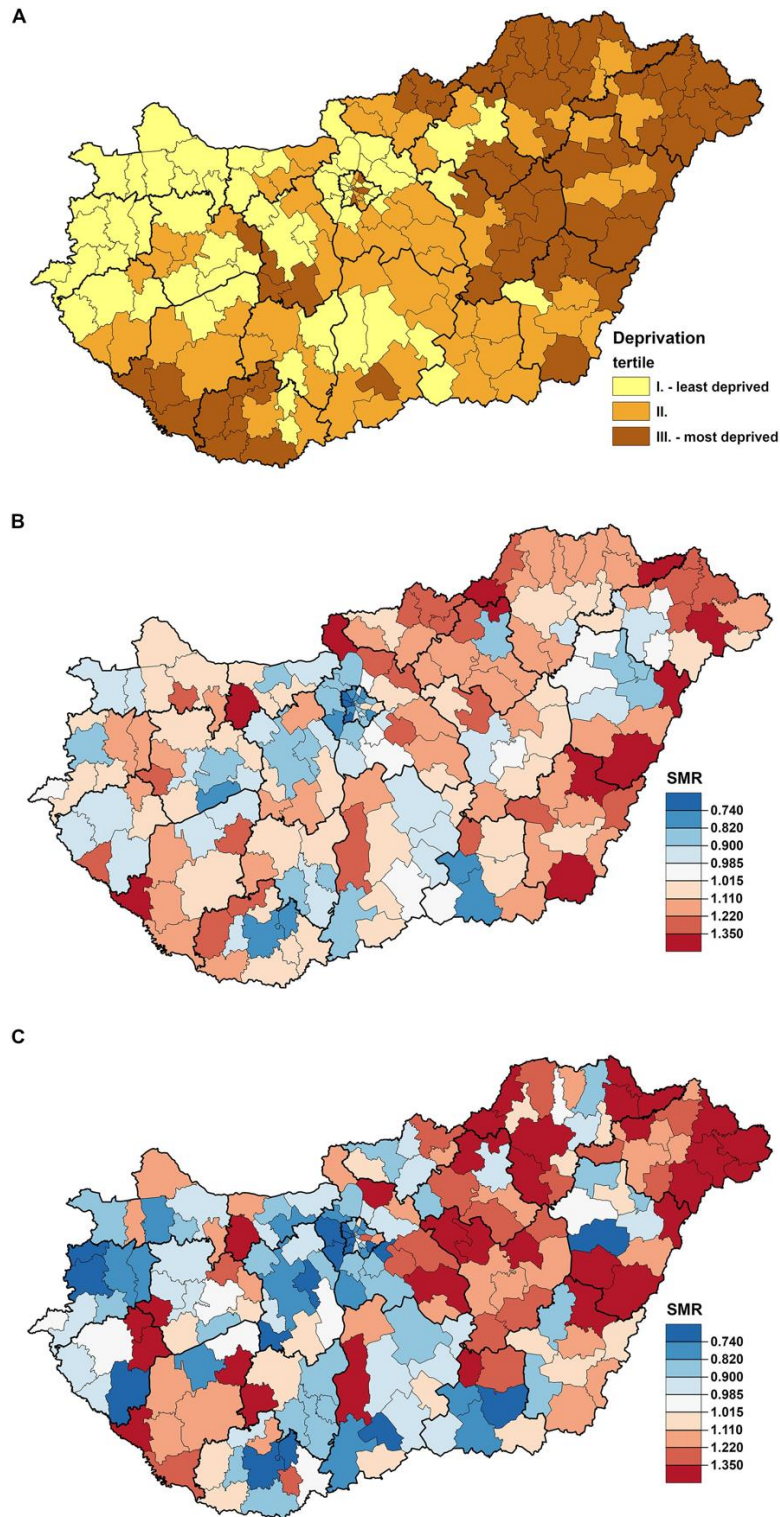 A
Deprivation
tertile
I. - least deprived
II.
III. - most deprived
B
SMR
0.740
0.820
0.900
0.985
1.015
1.110
1.220
1.350
C
SMR
0.740
0.820
0.900
0.985
1.015
1.110
1.220
1.350